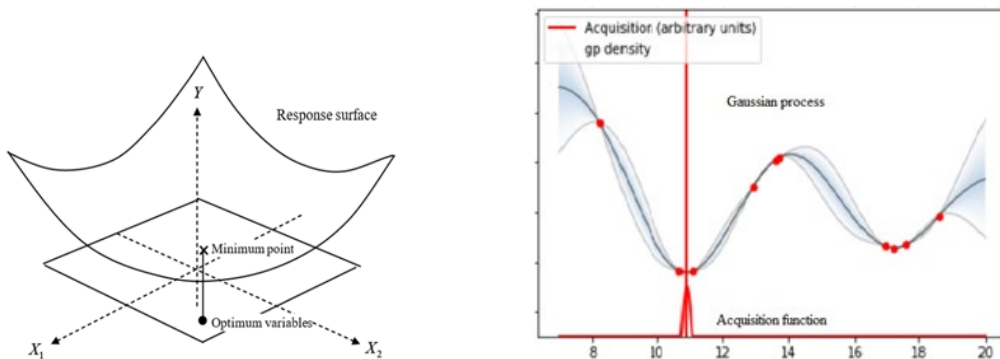 Y
Response surface
Minimum point
Optimum variables
X1
X2
Acquisition (arbitrary units)
gp density
Gaussian process
Acquisition function
8 10 12 14 16 18 20